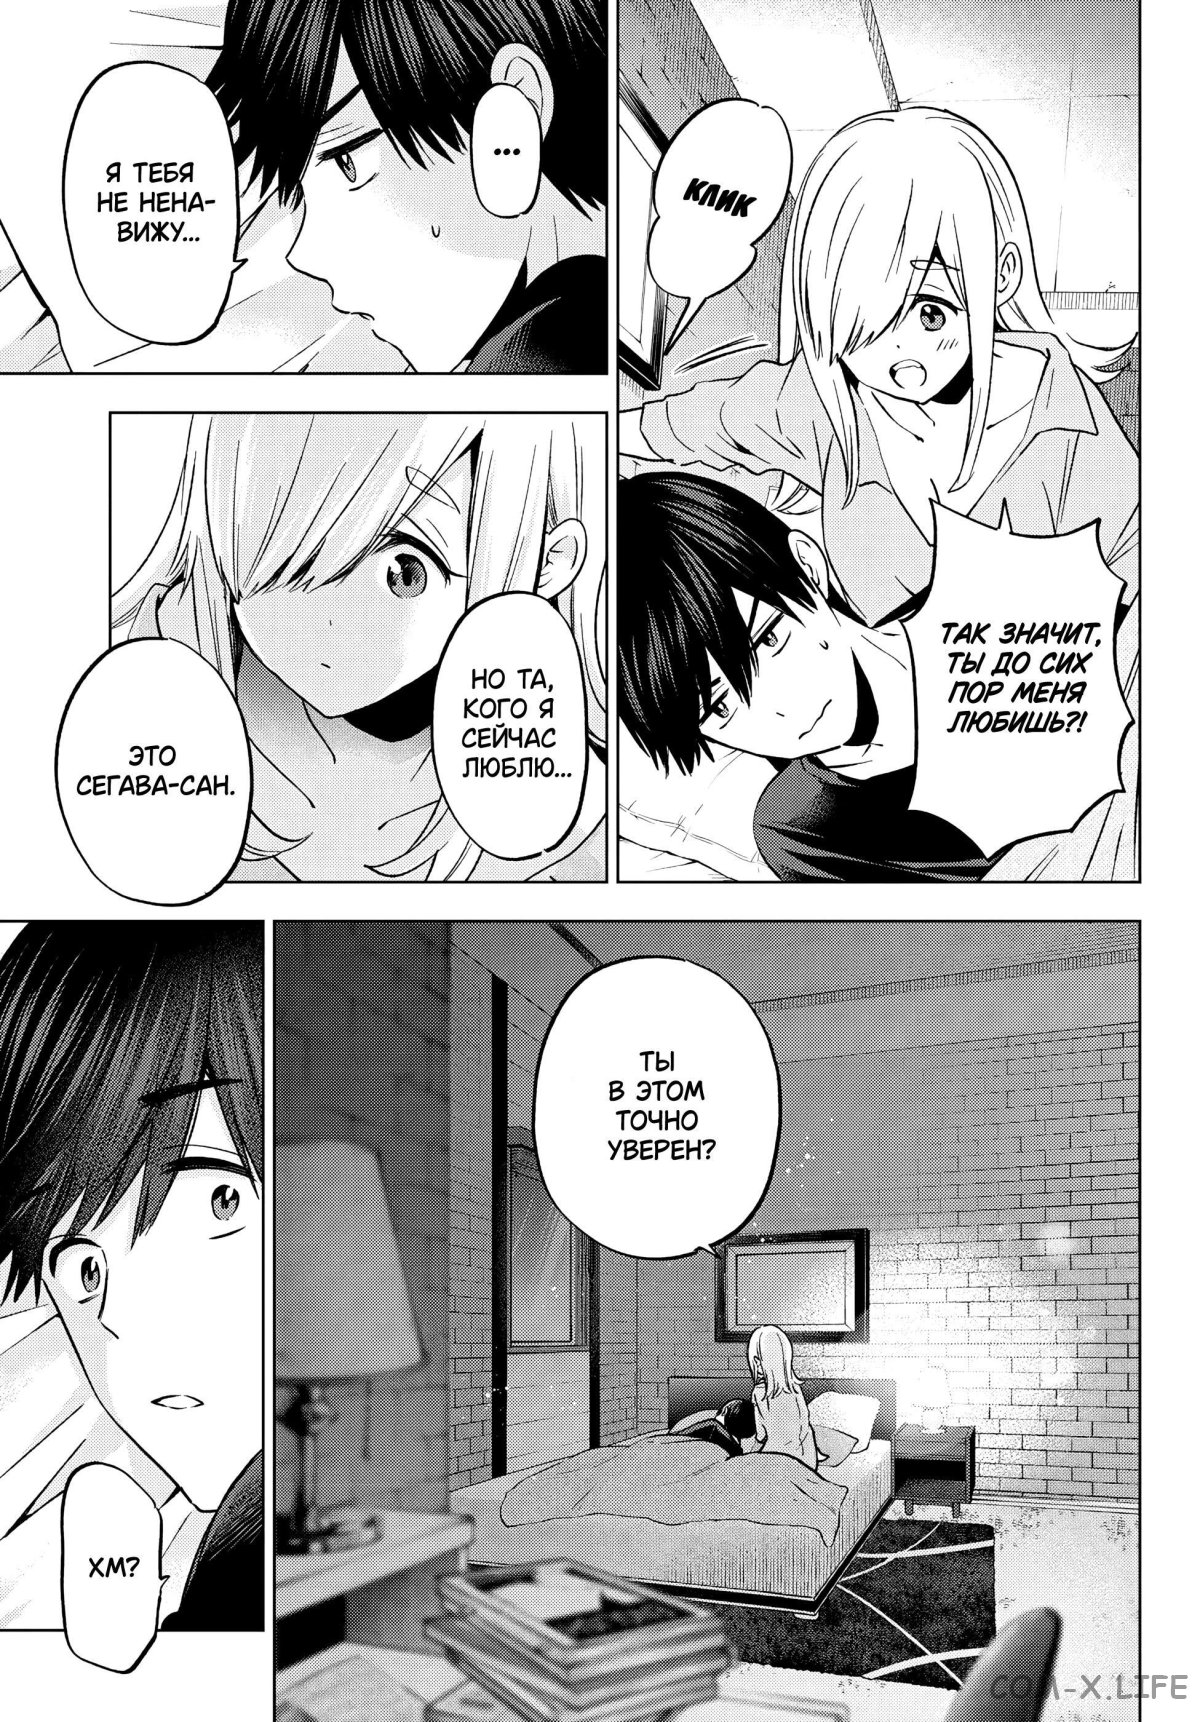 КЛИК
ТАК ЗНАЧИТ,
ТЫ ДО СИХ
ПОР МЕНЯ
ЛЮБИШЬ?!
...
Я ТЕБЯ
НЕ НЕНА-
ВИЖУ...
НО ТА,
КОГО Я
СЕЙЧАС
ЛЮБЛЮ...
ЭТО
СЕГАВА-САН.
ТЫ
В ЭТОМ
ТОЧНО
УВЕРЕН?
ХМ?
COM-X.LIFE